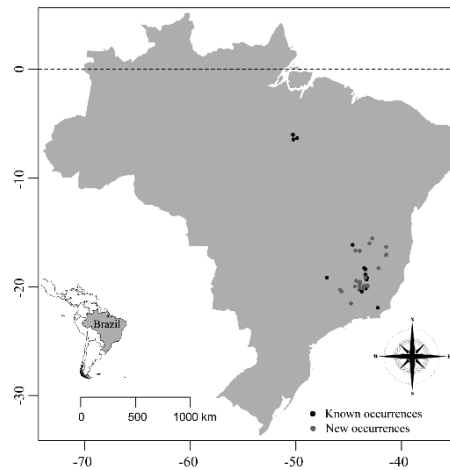 0
-10
-20
-30
Brazil
0 500 1000 km
N
W E
S
Known occurrences
New occurrences
-70 -60 -50 -40